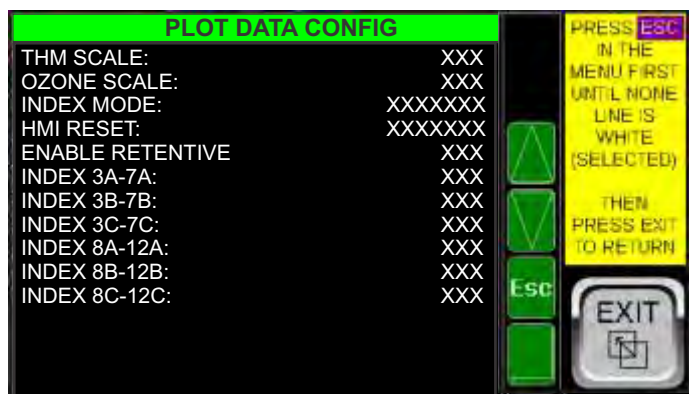 PLOT DATA CONFIG
THM SCALE: XXX
OZONE SCALE: XXX
INDEX MODE: XXXXXXX
HMI RESET: XXXXXXX
ENABLE RETENTIVE XXX
INDEX 3A-7A: XXX
INDEX 3B-7B: XXX
INDEX 3C-7C: XXX
INDEX 8A-12A: XXX
INDEX 8B-12B: XXX
INDEX 8C-12C: XXX
Esc
PRESS ESC
IN THE
MENU FIRST
UNTIL NONE
LINE IS
WHITE
(SELECTED)
THEN
PRESS EXIT
TO RETURN
EXIT